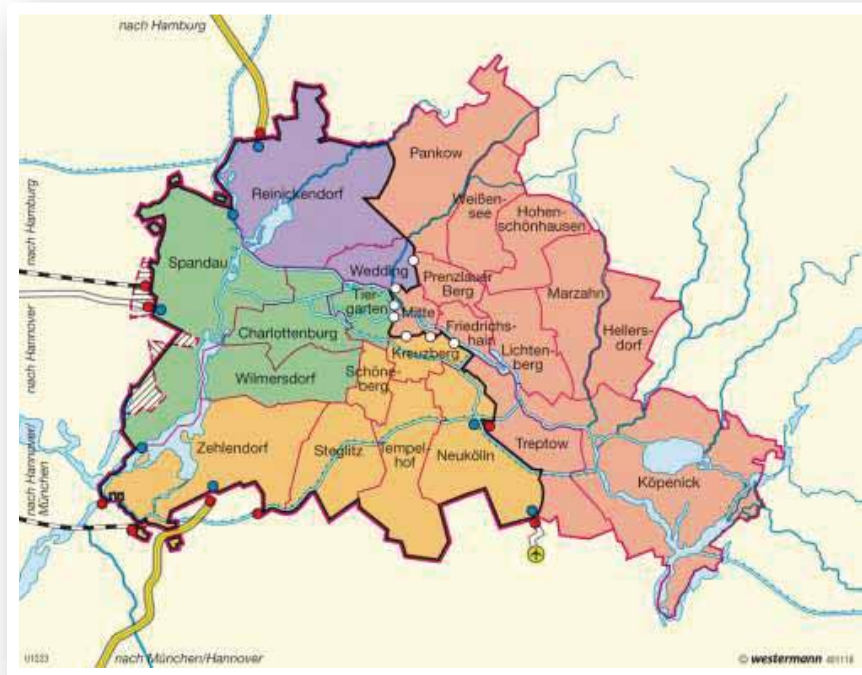 nach Hamburg
Pankow
Reinickendorf
Weißen-
see
Hohen-
schönhausen
nach Hamburg
Spandau
Wedding
Prenzlauer
Berg
Marzahn
Tier-
garten
Mitte
Hellers-
dorf
nach Hannover
Charlottenburg
Friedrichs-
hain
Kreuzberg
Lichten-
berg
Wilmersdorf
Schöne-
berg
nach Hannover/
München
Zehlendorf
Steglitz
Tempel-
hof
Neukölln
Treptow
Köpenick
nach München/Hannover
© westermann